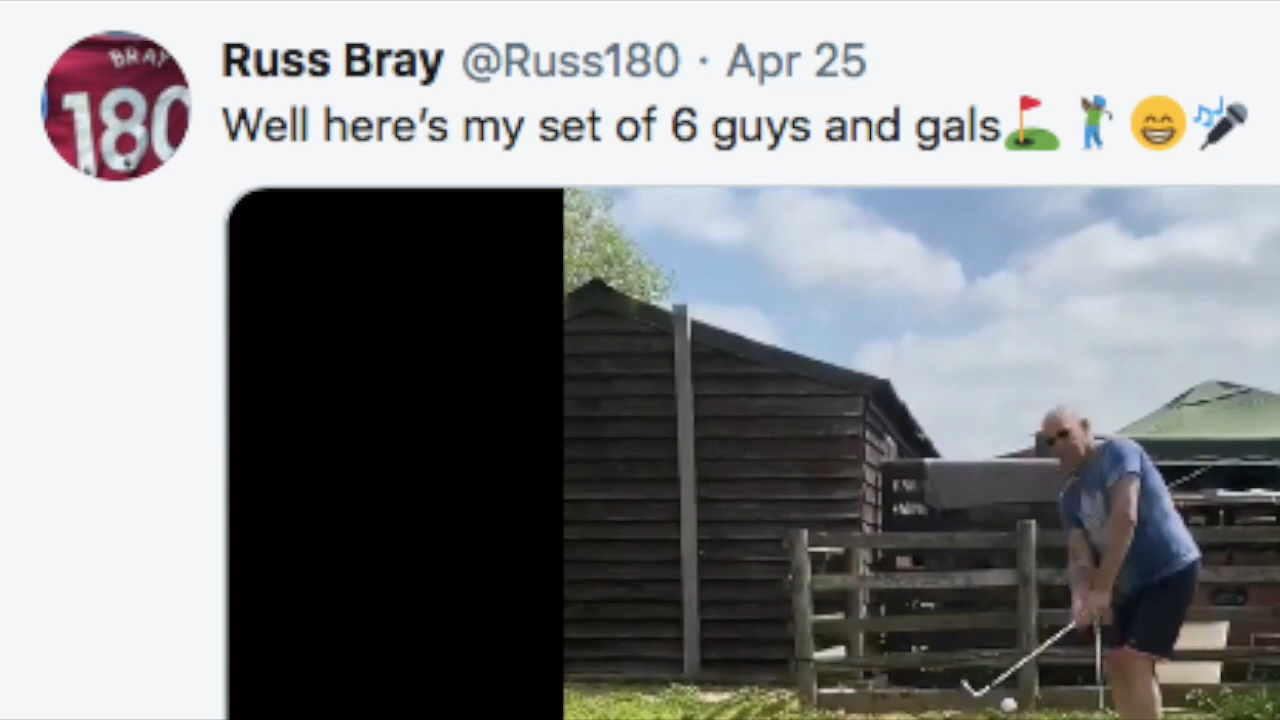 BRAY
180
Russ Bray @Russ180 · Apr 25
Well here's my set of 6 guys and gals⛳🏌️😁🎤